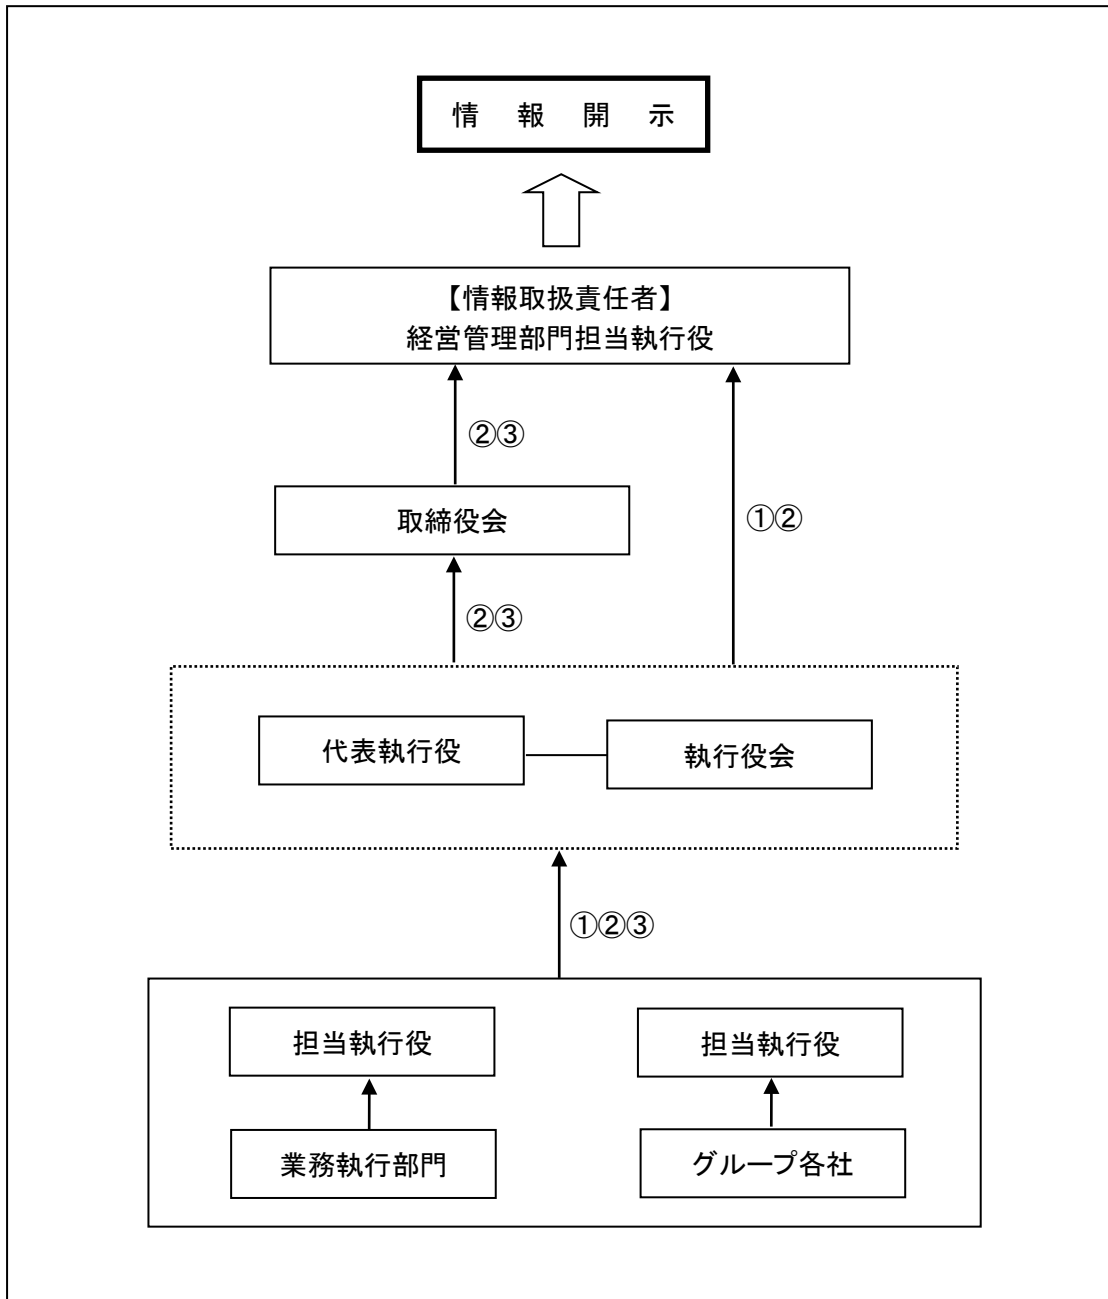 情報開示
【情報取扱責任者】
経営管理部門担当執行役
②③
取締役会
①②
②③
代表執行役
執行役会
①②③
担当執行役
担当執行役
業務執行部門
グループ各社